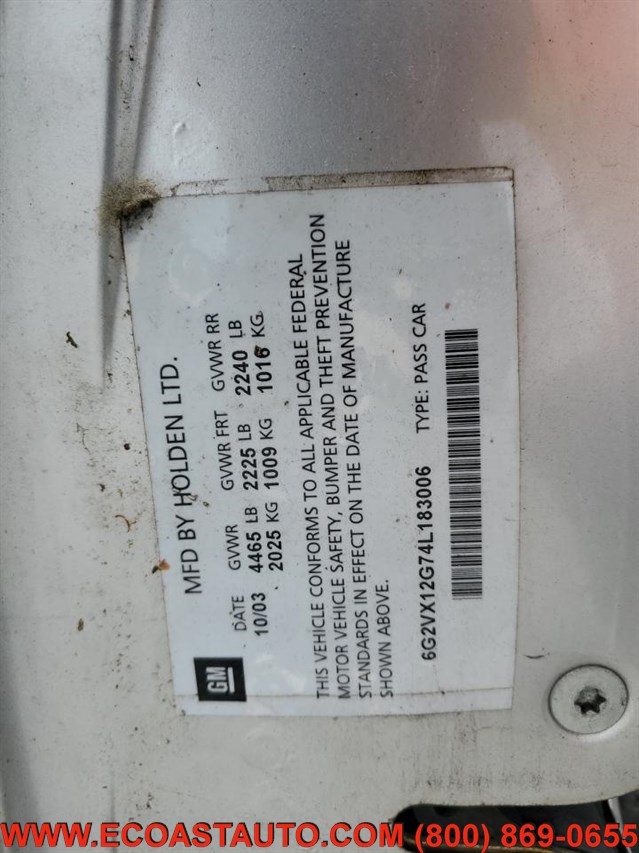 GM
MFD BY HOLDEN LTD.
DATE GVWR GVWR FRT GVWR RR
10/03 4465 LB 2225 LB 2240 LB
2025 KG 1009 KG 1016 KG
THIS VEHICLE CONFORMS TO ALL APPLICABLE FEDERAL
MOTOR VEHICLE SAFETY, BUMPER AND THEFT PREVENTION
STANDARDS IN EFFECT ON THE DATE OF MANUFACTURE
SHOWN ABOVE.
6G2VX12G74L183006 TYPE: PASS CAR
WWW.ECOASTAUTO.COM (800) 869-0655